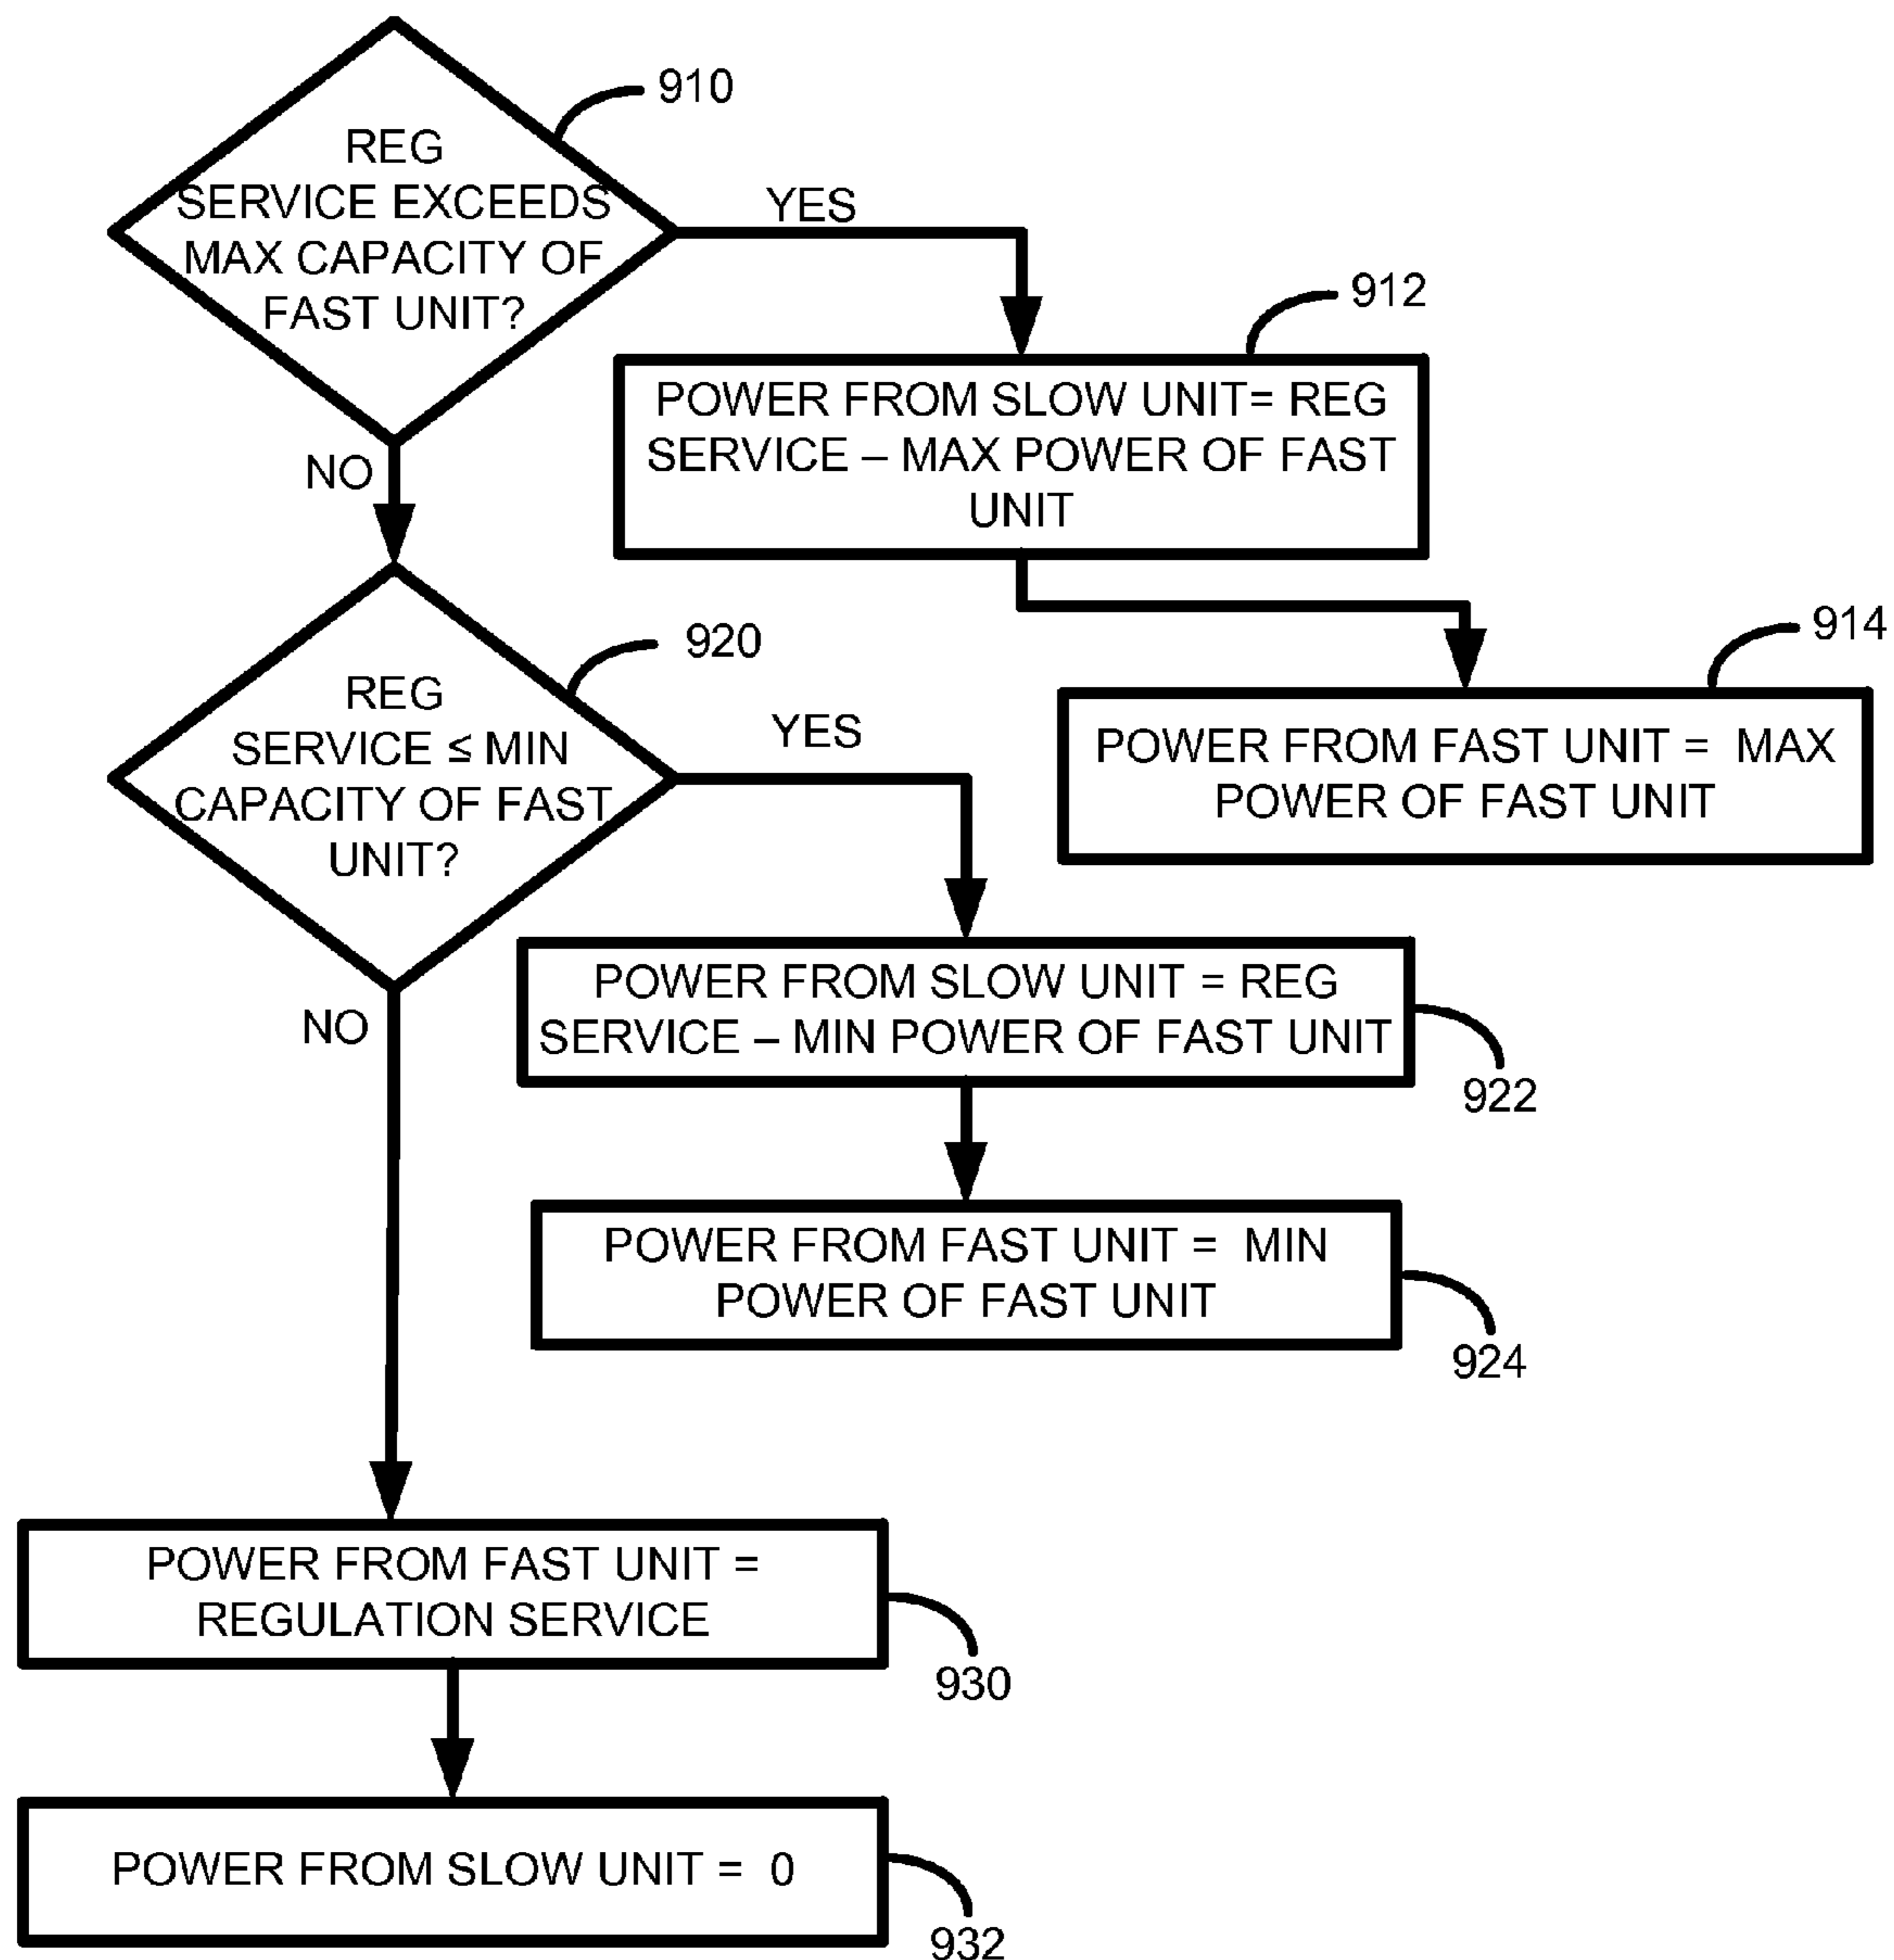 910
REG
SERVICE EXCEEDS
MAX CAPACITY OF
FAST UNIT?
YES
NO
912
POWER FROM SLOW UNIT= REG
SERVICE – MAX POWER OF FAST
UNIT
914
POWER FROM FAST UNIT = MAX
POWER OF FAST UNIT
920
REG
SERVICE ≤ MIN
CAPACITY OF FAST
UNIT?
YES
NO
POWER FROM SLOW UNIT = REG
SERVICE – MIN POWER OF FAST UNIT
922
POWER FROM FAST UNIT = MIN
POWER OF FAST UNIT
924
POWER FROM FAST UNIT =
REGULATION SERVICE
930
POWER FROM SLOW UNIT = 0
932